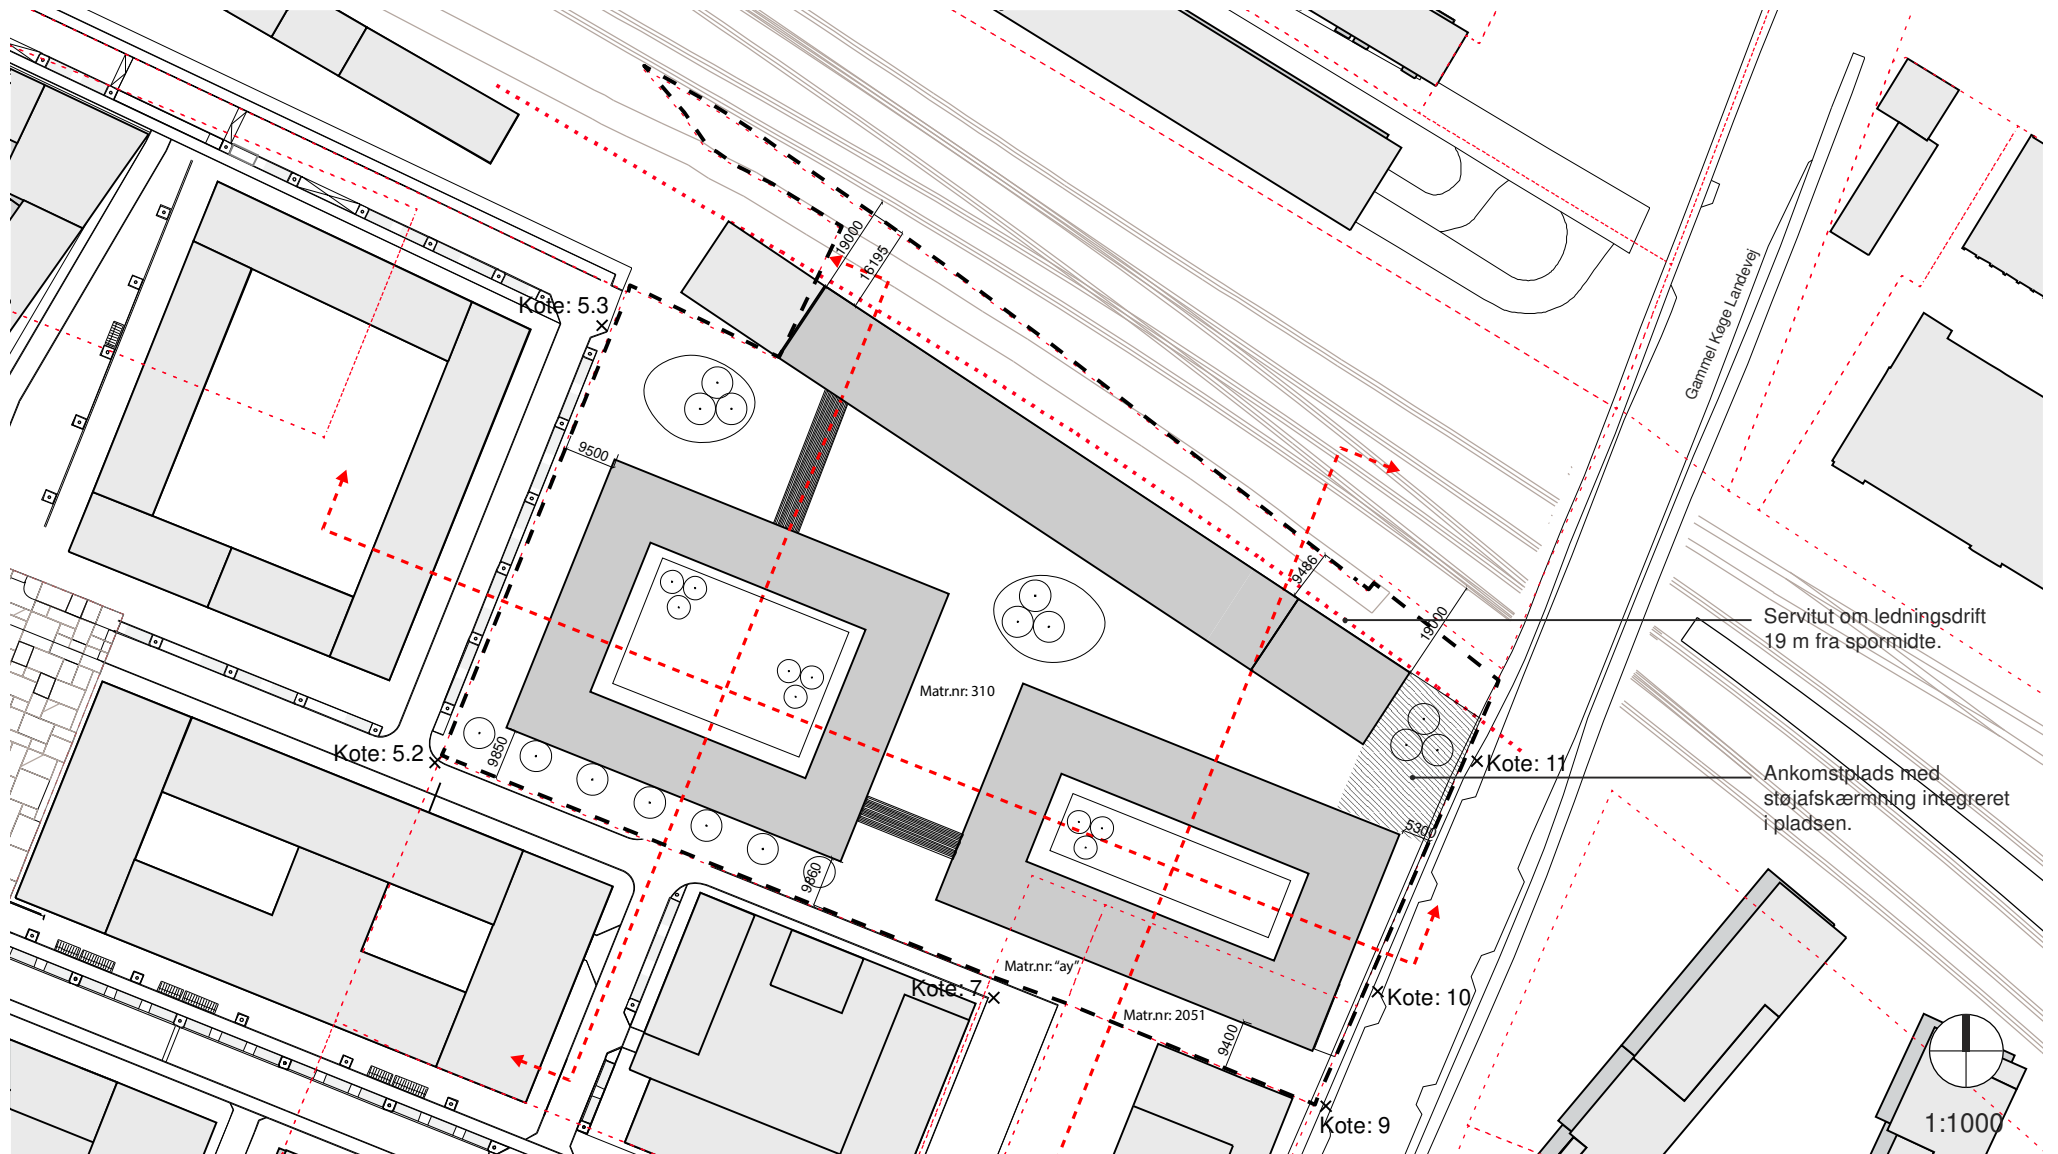 19000
16195
Gammel Køge Landevej
Kote: 5.3
9500
9486
19000
Servitut om ledningsdrift
19 m fra spormidte.
Matr.nr: 310
Kote: 5.2
9850
Kote: 11
Ankomstplads med
støjafskærmning integreret
i pladsen.
5300
9860
Matr.nr: "ay"
Kote: 7
Kote: 10
Matr.nr: 2051
9400
Kote: 9
1:1000